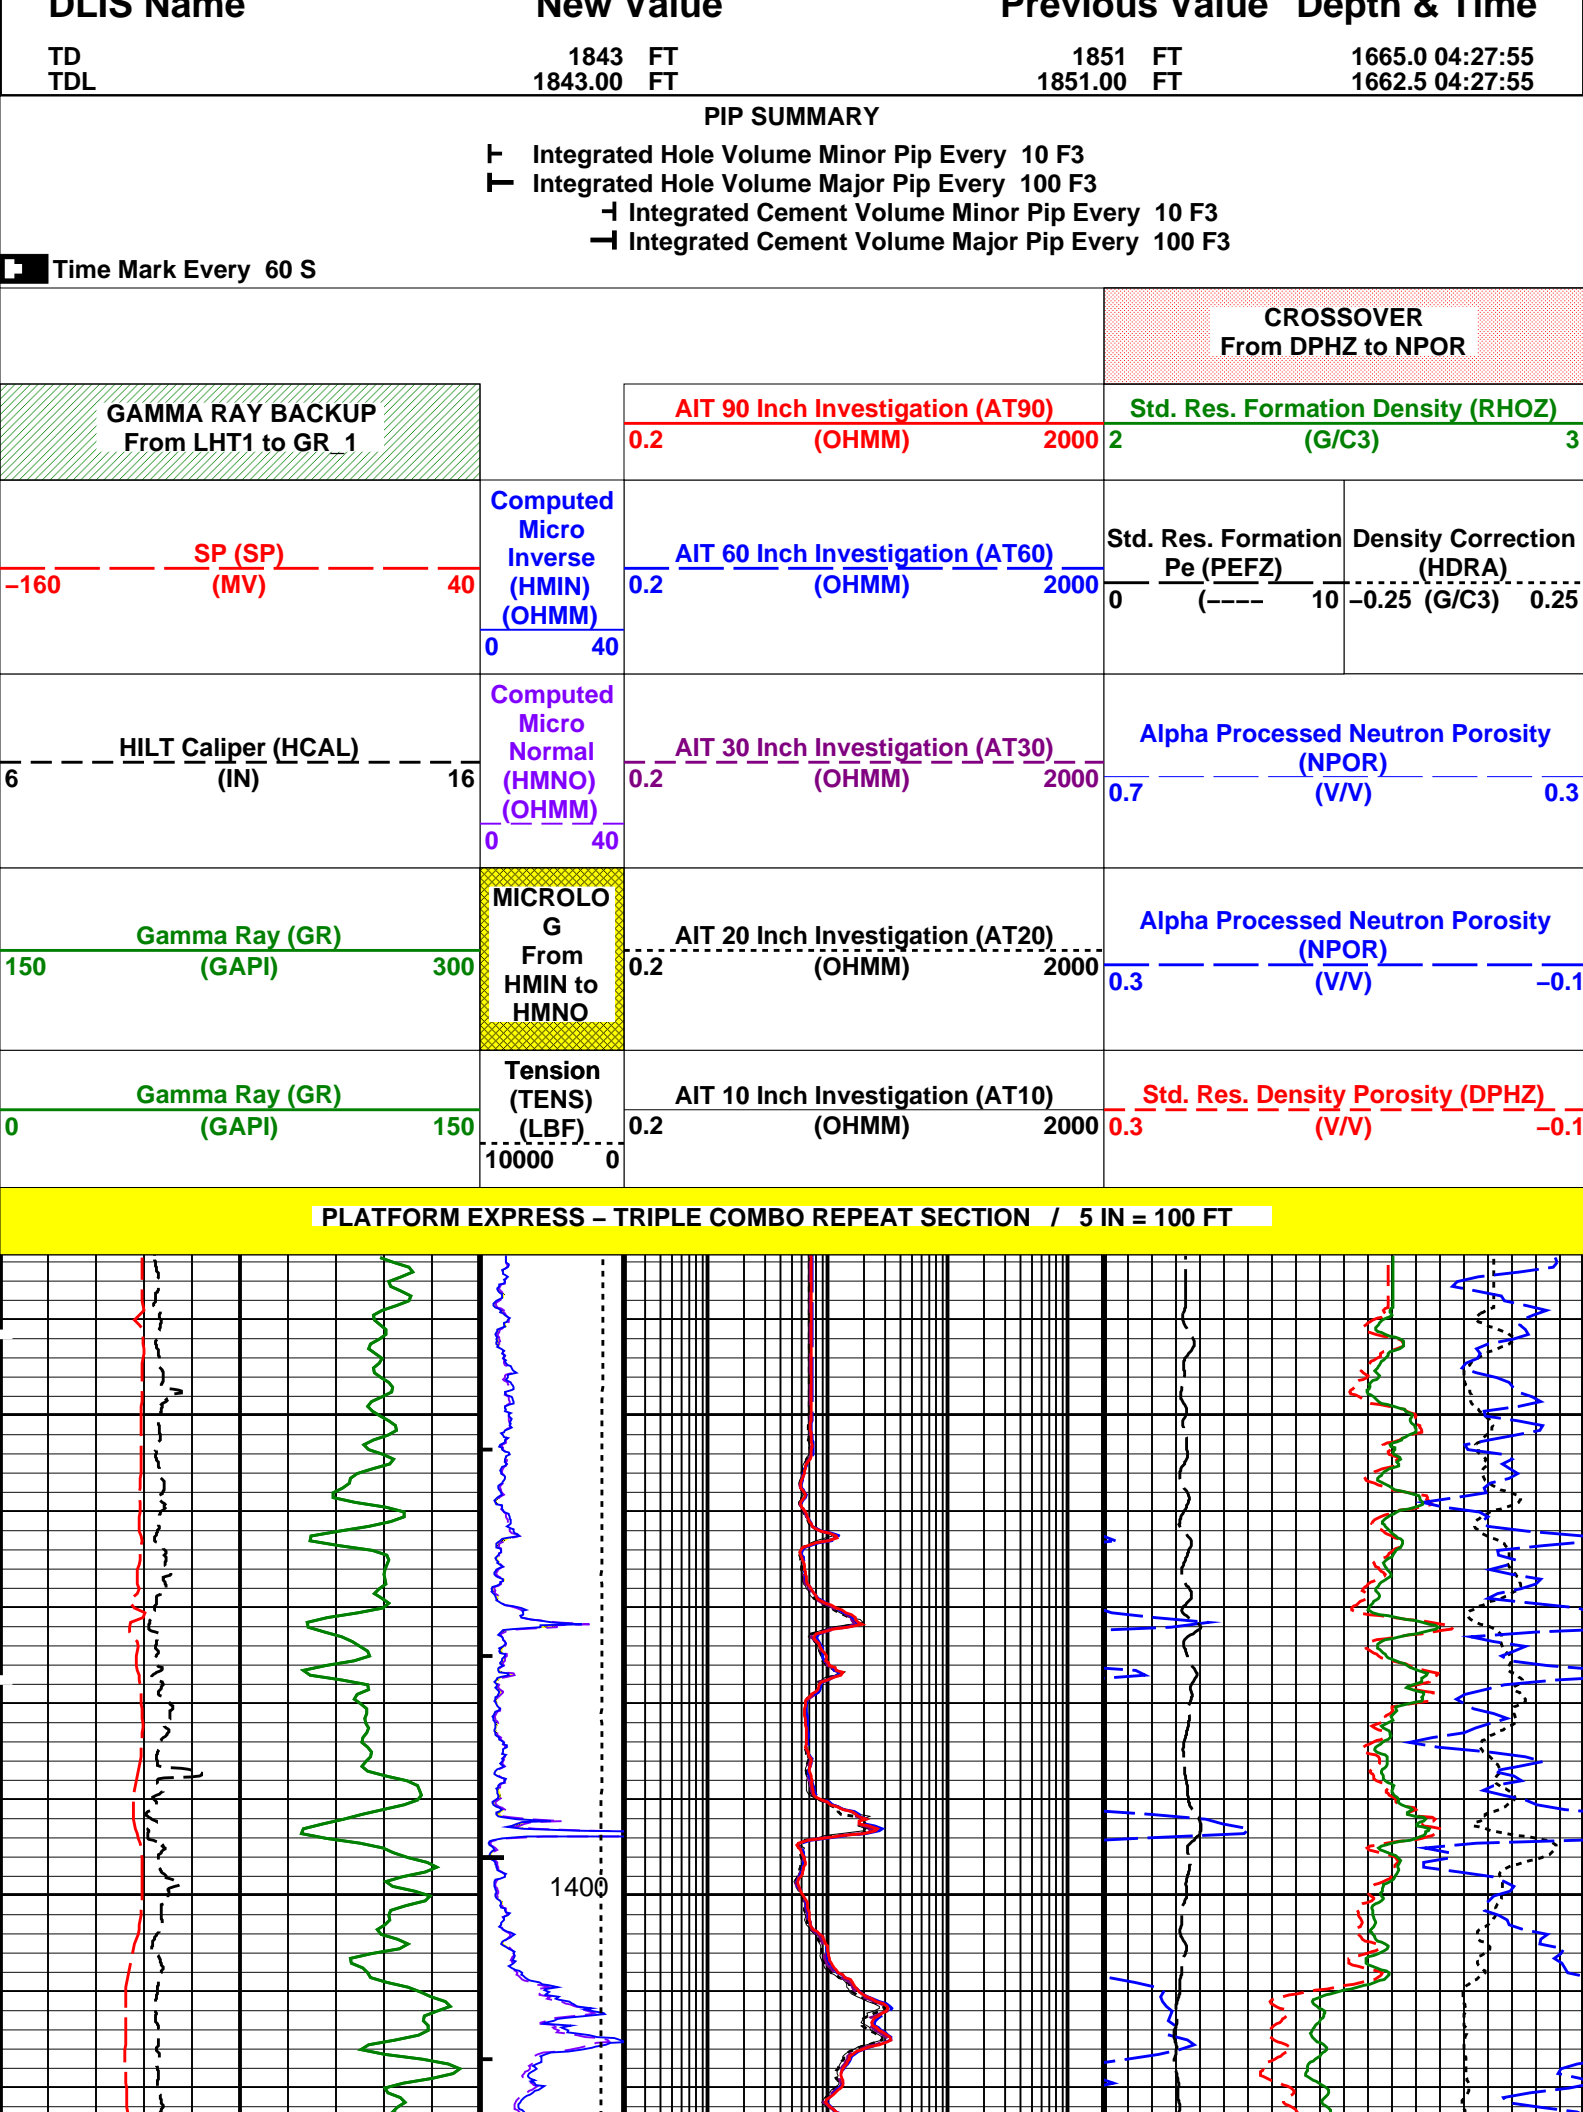 DLIS Name New Value Previous Value Depth & Time
TD 1843 FT 1851 FT 1665.0 04:27:55
TDL 1843.00 FT 1851.00 FT 1662.5 04:27:55
PIP SUMMARY
Integrated Hole Volume Minor Pip Every 10 F3
Integrated Hole Volume Major Pip Every 100 F3
Integrated Cement Volume Minor Pip Every 10 F3
Integrated Cement Volume Major Pip Every 100 F3
Time Mark Every 60 S
CROSSOVER
From DPHZ to NPOR
GAMMA RAY BACKUP
From LHT1 to GR_1
AIT 90 Inch Investigation (AT90)
0.2 (OHMM) 2000
Std. Res. Formation Density (RHOZ)
2 (G/C3) 3
SP (SP)
−160 (MV) 40
Computed
Micro
Inverse
(HMIN)
(OHMM)
0 40
AIT 60 Inch Investigation (AT60)
0.2 (OHMM) 2000
Std. Res. Formation
Pe (PEFZ)
0 (−−−− 10
Density Correction
(HDRA)
−0.25 (G/C3) 0.25
HILT Caliper (HCAL)
6 (IN) 16
Computed
Micro
Normal
(HMNO)
(OHMM)
0 40
AIT 30 Inch Investigation (AT30)
0.2 (OHMM) 2000
Alpha Processed Neutron Porosity
(NPOR)
0.7 (V/V) 0.3
Gamma Ray (GR)
150 (GAPI) 300
MICROLO
G
From
HMIN to
HMNO
AIT 20 Inch Investigation (AT20)
0.2 (OHMM) 2000
Alpha Processed Neutron Porosity
(NPOR)
0.3 (V/V) −0.1
Gamma Ray (GR)
0 (GAPI) 150
Tension
(TENS)
(LBF)
10000 0
AIT 10 Inch Investigation (AT10)
0.2 (OHMM) 2000
Std. Res. Density Porosity (DPHZ)
0.3 (V/V) −0.1
PLATFORM EXPRESS − TRIPLE COMBO REPEAT SECTION / 5 IN = 100 FT
1400